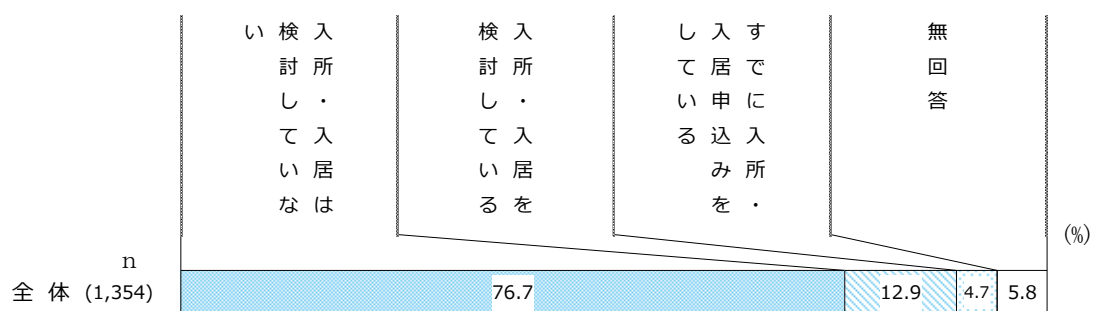 入所・入居は
検討していな
い
入所・入居を
検討している
すでに入所・
入居申込みを
している
無回答
(%)
n
全体 (1,354)
76.7
12.9
4.7
5.8